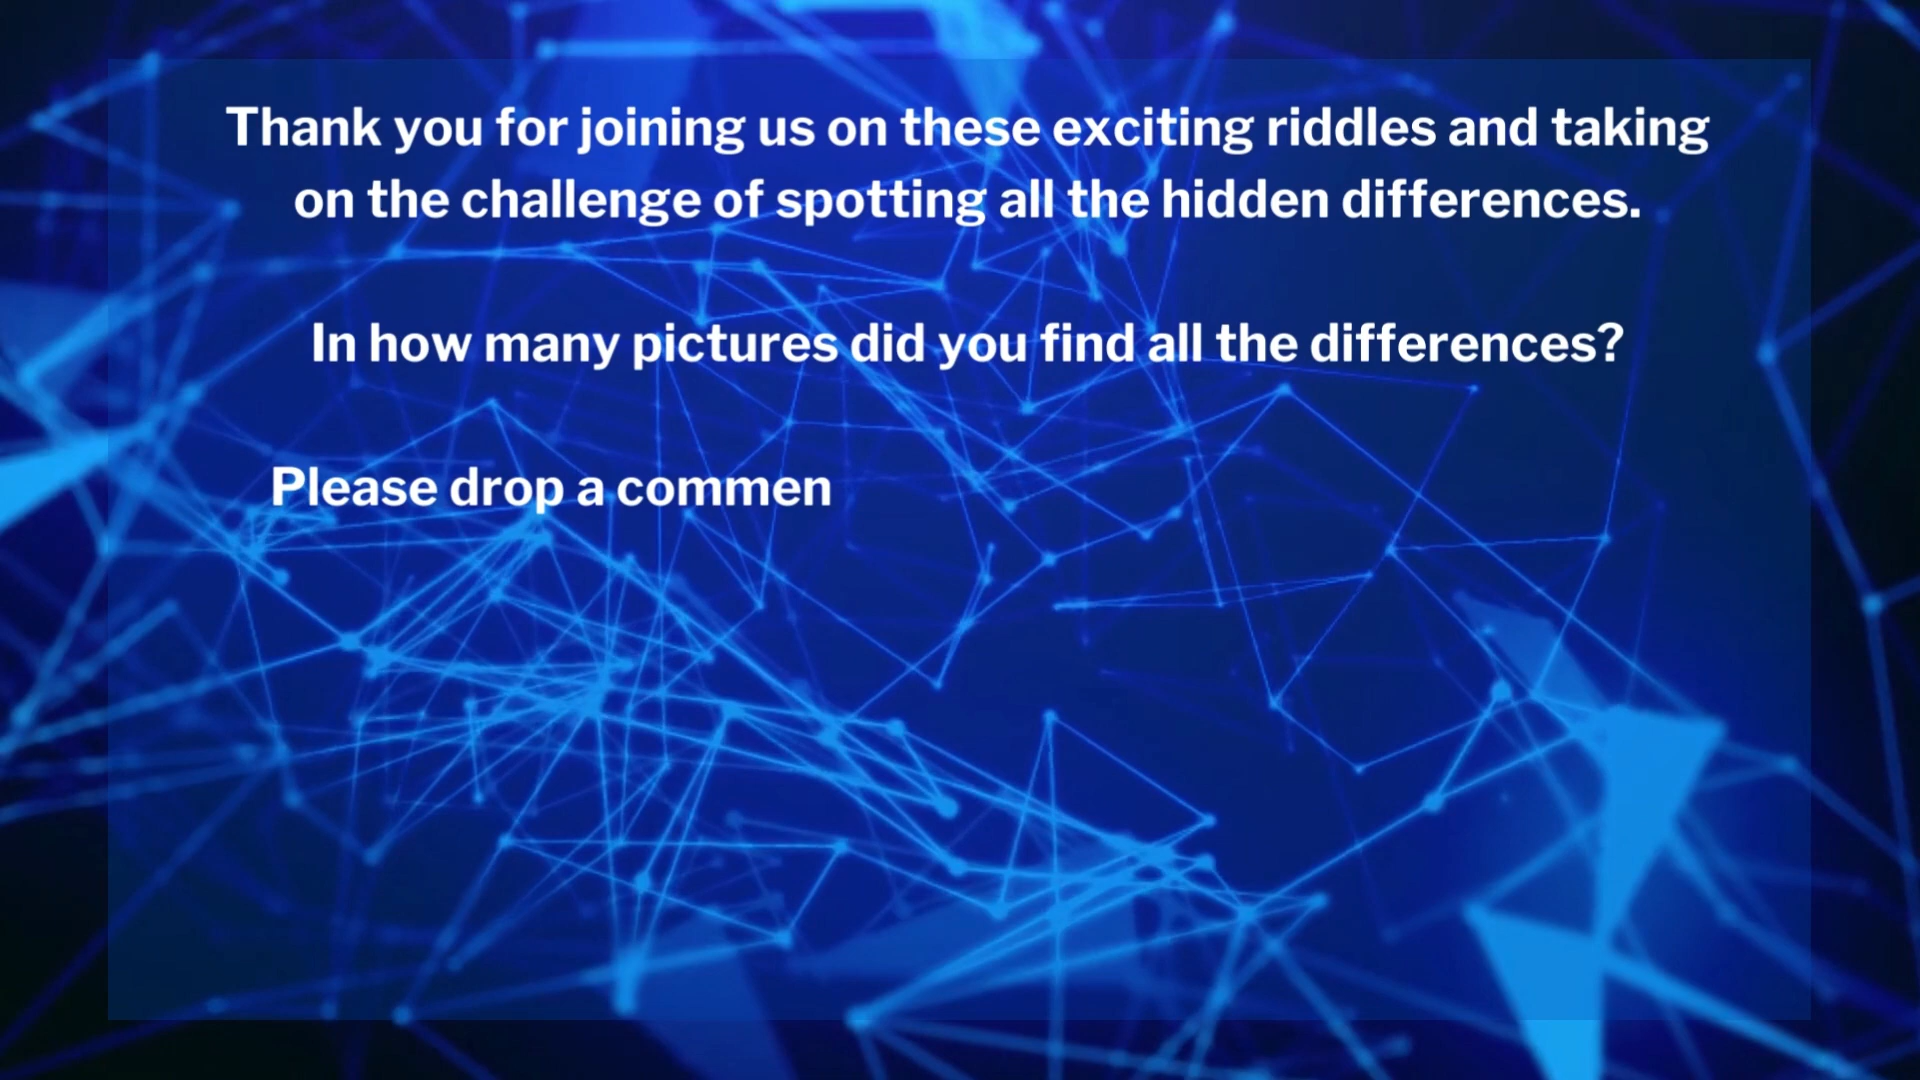 Thank you for joining us on these exciting riddles and taking
on the challenge of spotting all the hidden differences.
In how many pictures did you find all the differences?
Please drop a commen